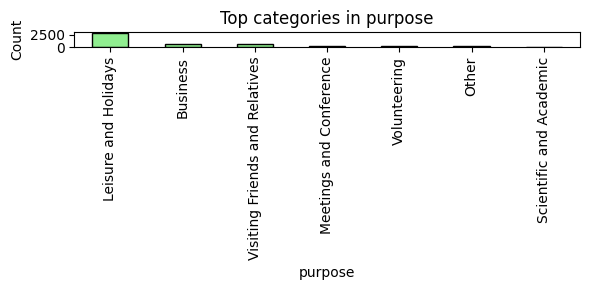 Top categories in purpose
Count
2500
0
Leisure and Holidays
Business
Visiting Friends and Relatives
Meetings and Conference
Volunteering
Other
Scientific and Academic
purpose